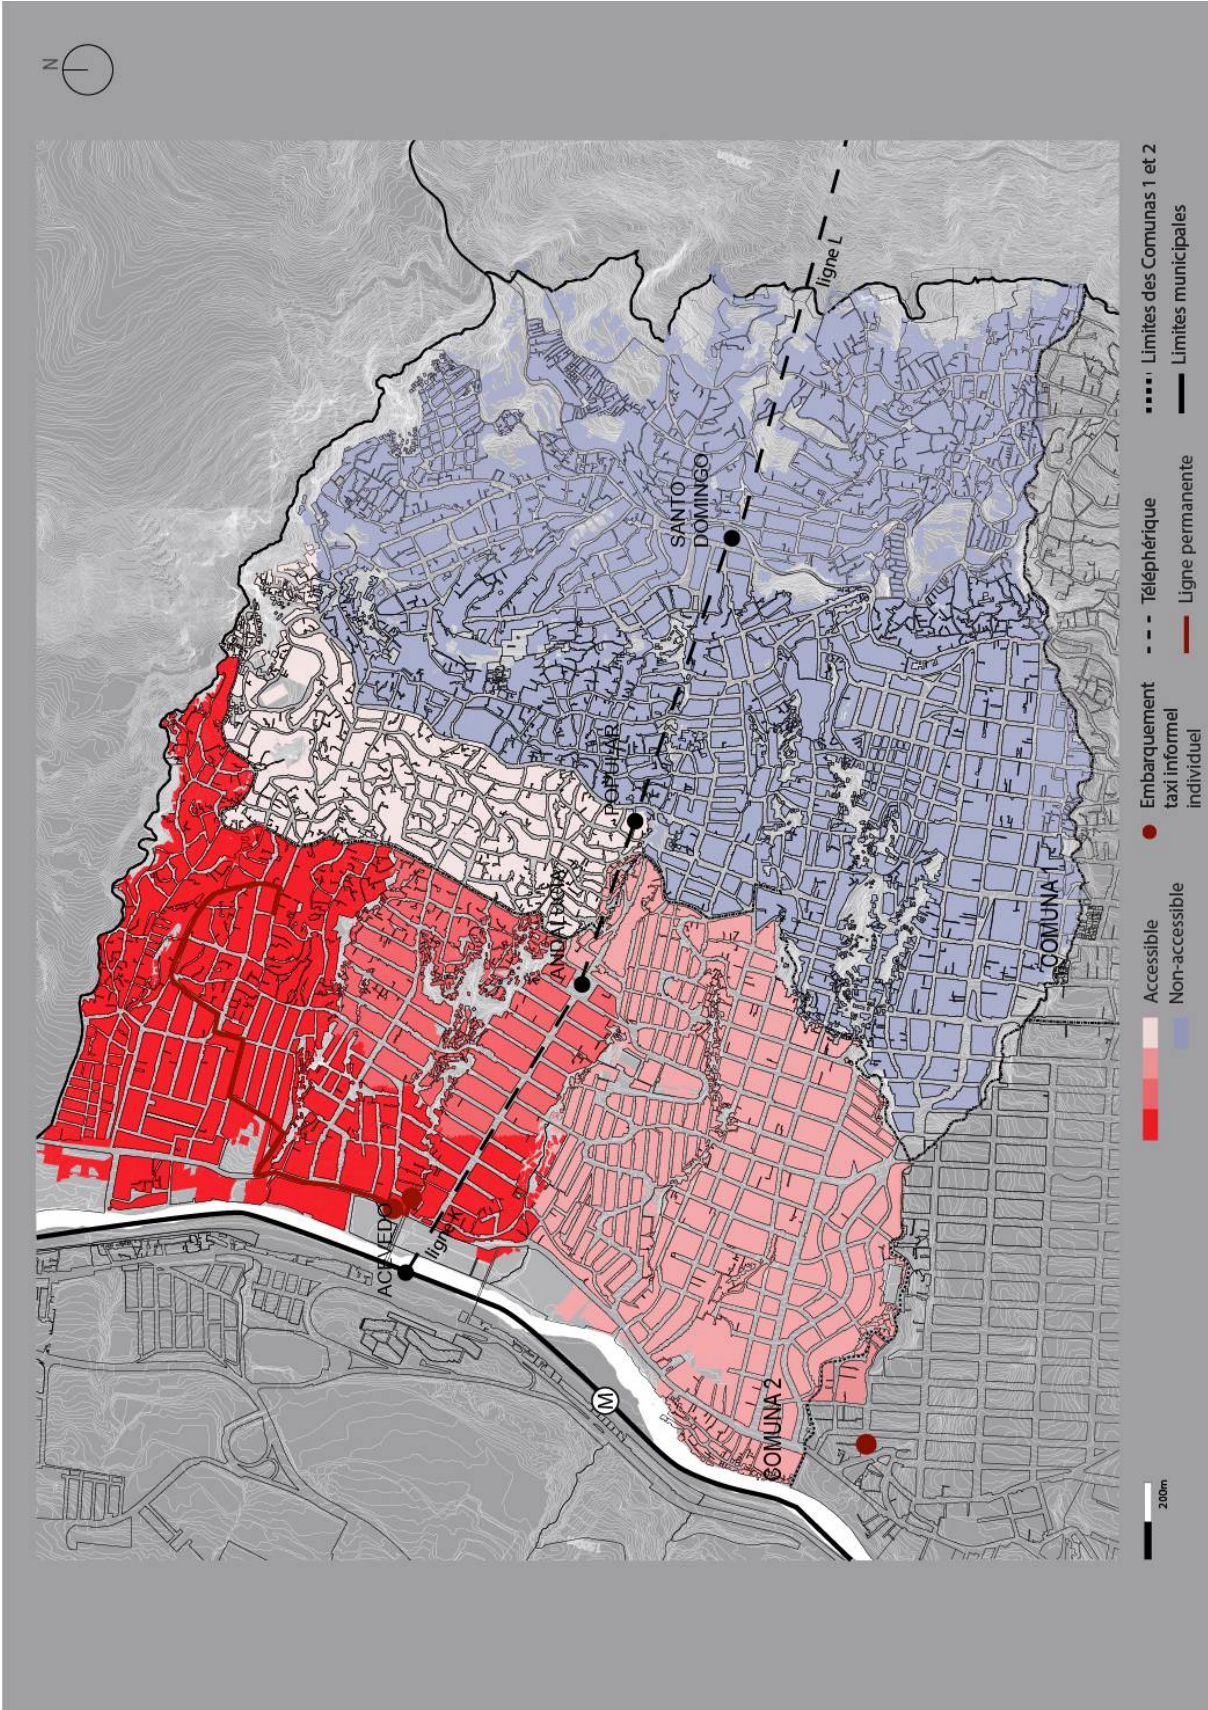 N
ligne L
SANTO
DOMINGO
POPULAR
ANDALUCIA
ACEVEDO
ligne K
M
COMUNA 1
COMUNA 2
200m
Accessible
Non-accessible
Embarquement
taxi informel
individuel
Téléphérique
Ligne permanente
Limites des Comunas 1 et 2
Limites municipales